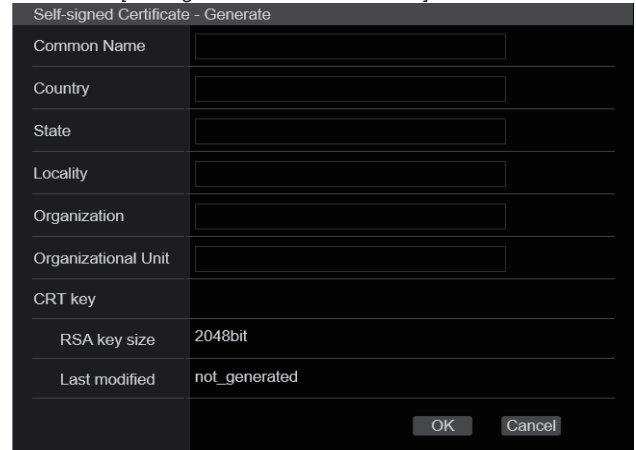 Self-signed Certificate - Generate
Common Name
Country
State
Locality
Organization
Organizational Unit
CRT key
RSA key size 2048bit
Last modified not_generated
OK Cancel